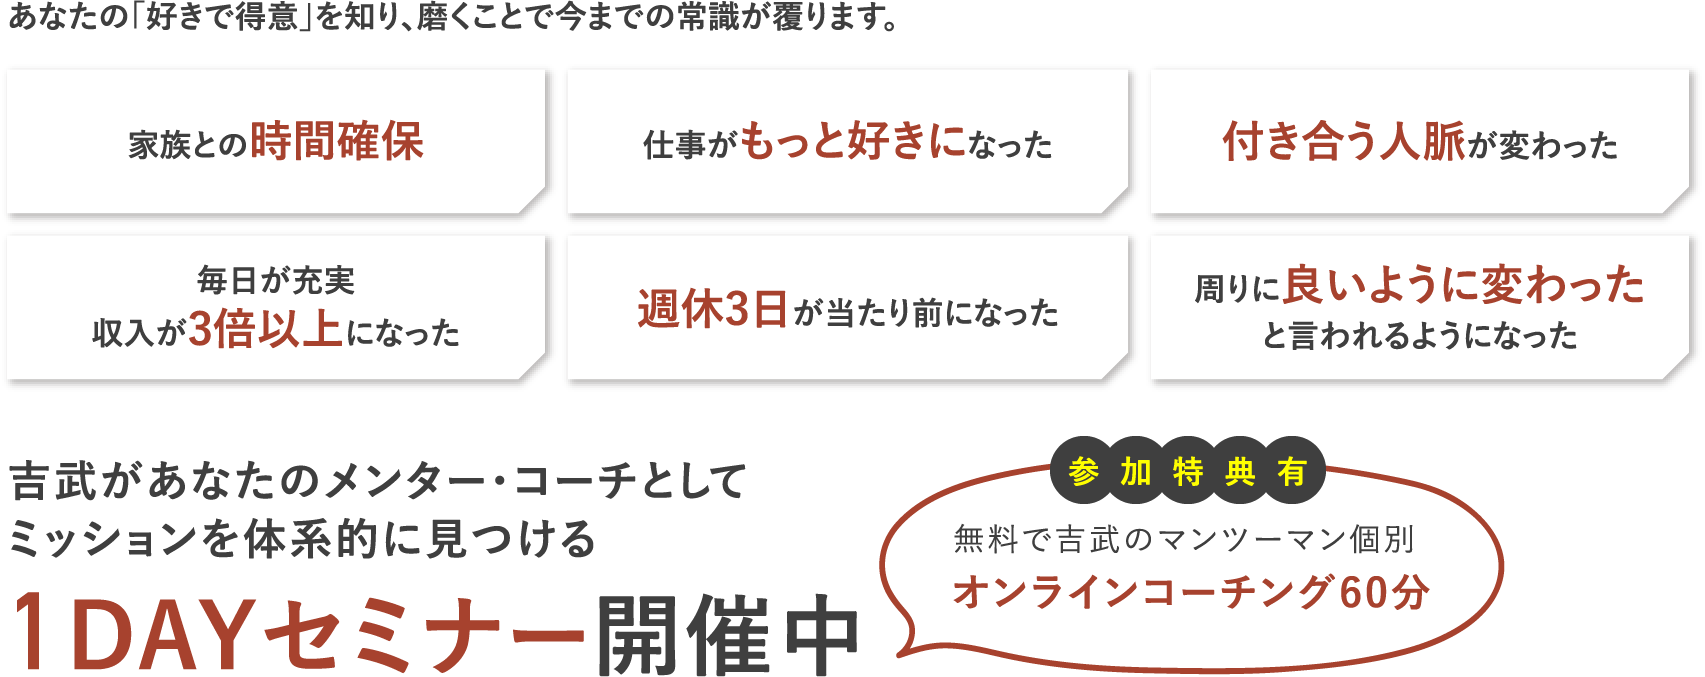 あなたの「好きで得意」を知り、磨くことで今までの常識が覆ります。
家族との時間確保
仕事がもっと好きになった
付き合う人脈が変わった
毎日が充実
収入が3倍以上になった
週休3日が当たり前になった
周りに良いように変わった
と言われるようになった
吉武があなたのメンター・コーチとして
ミッションを体系的に見つける
1DAYセミナー開催中
参加特典有
無料で吉武のマンツーマン個別
オンラインコーチング60分